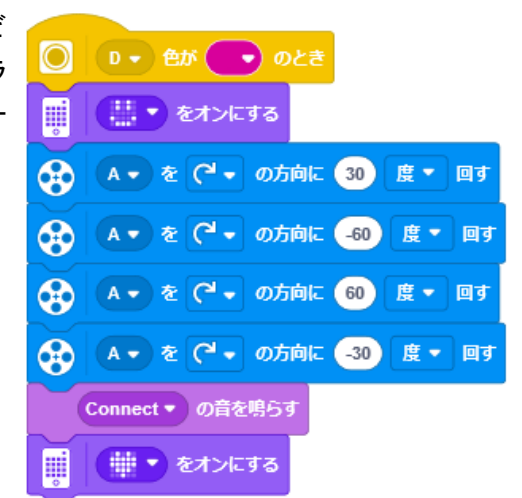 D 色が のとき
をオンにする
A を の方向に 30 度 回す
A を の方向に -60 度 回す
A を の方向に 60 度 回す
A を の方向に -30 度 回す
Connect の音を鳴らす
をオンにする